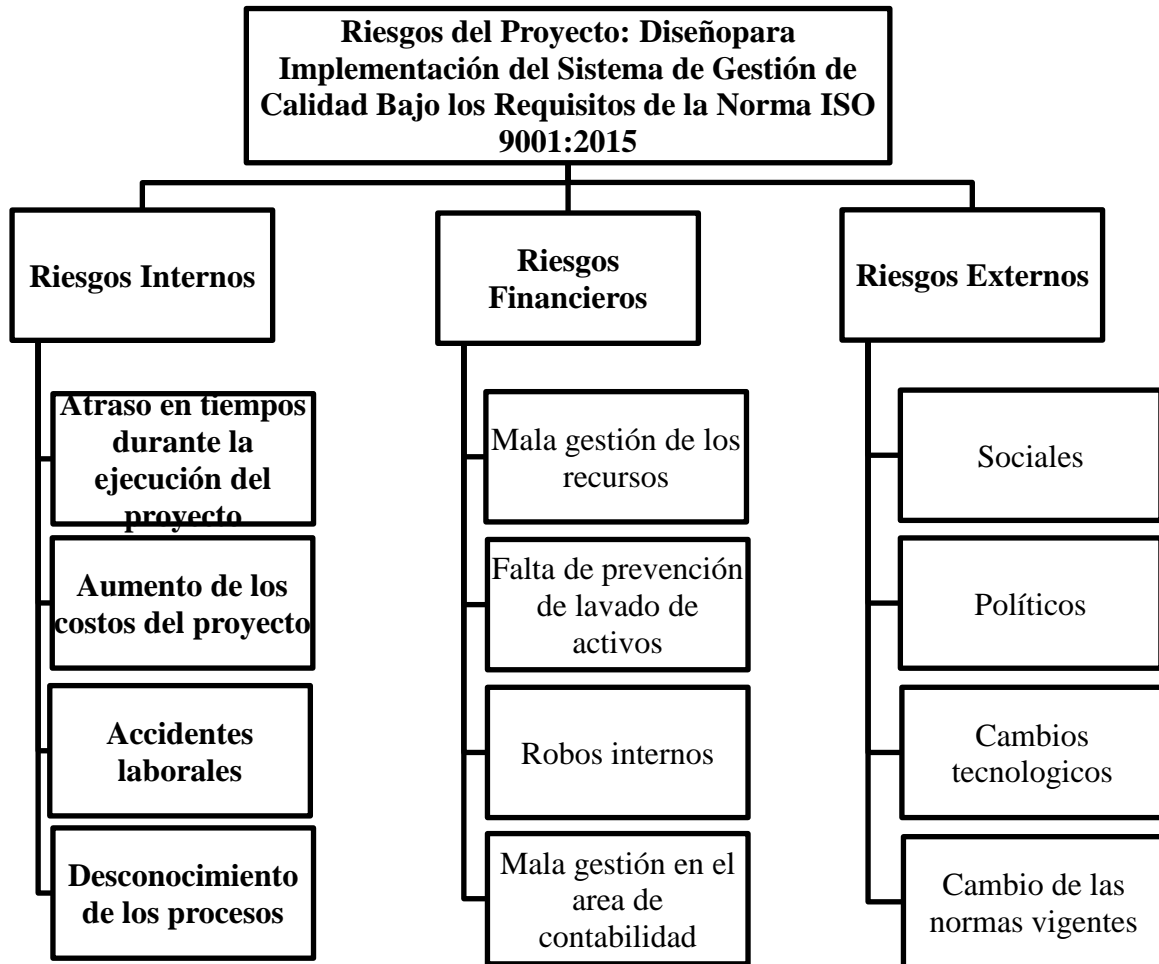 Riesgos del Proyecto: Diseñopara
Implementación del Sistema de Gestión de
Calidad Bajo los Requisitos de la Norma ISO
9001:2015
Riesgos Internos
Atraso en tiempos
durante la
ejecución del
proyecto
Aumento de los
costos del proyecto
Accidentes
laborales
Desconocimiento
de los procesos
Riesgos
Financieros
Mala gestión de los
recursos
Falta de prevención
de lavado de
activos
Robos internos
Mala gestión en el
area de
contabilidad
Riesgos Externos
Sociales
Políticos
Cambios
tecnologicos
Cambio de las
normas vigentes